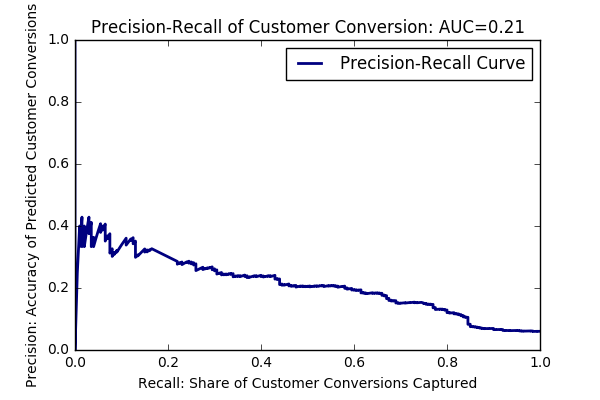 Precision-Recall of Customer Conversion: AUC=0.21
Precision-Recall Curve
Precision: Accuracy of Predicted Customer Conversions
1.0
0.8
0.6
0.4
0.2
0.0
0.0 0.2 0.4 0.6 0.8 1.0
Recall: Share of Customer Conversions Captured